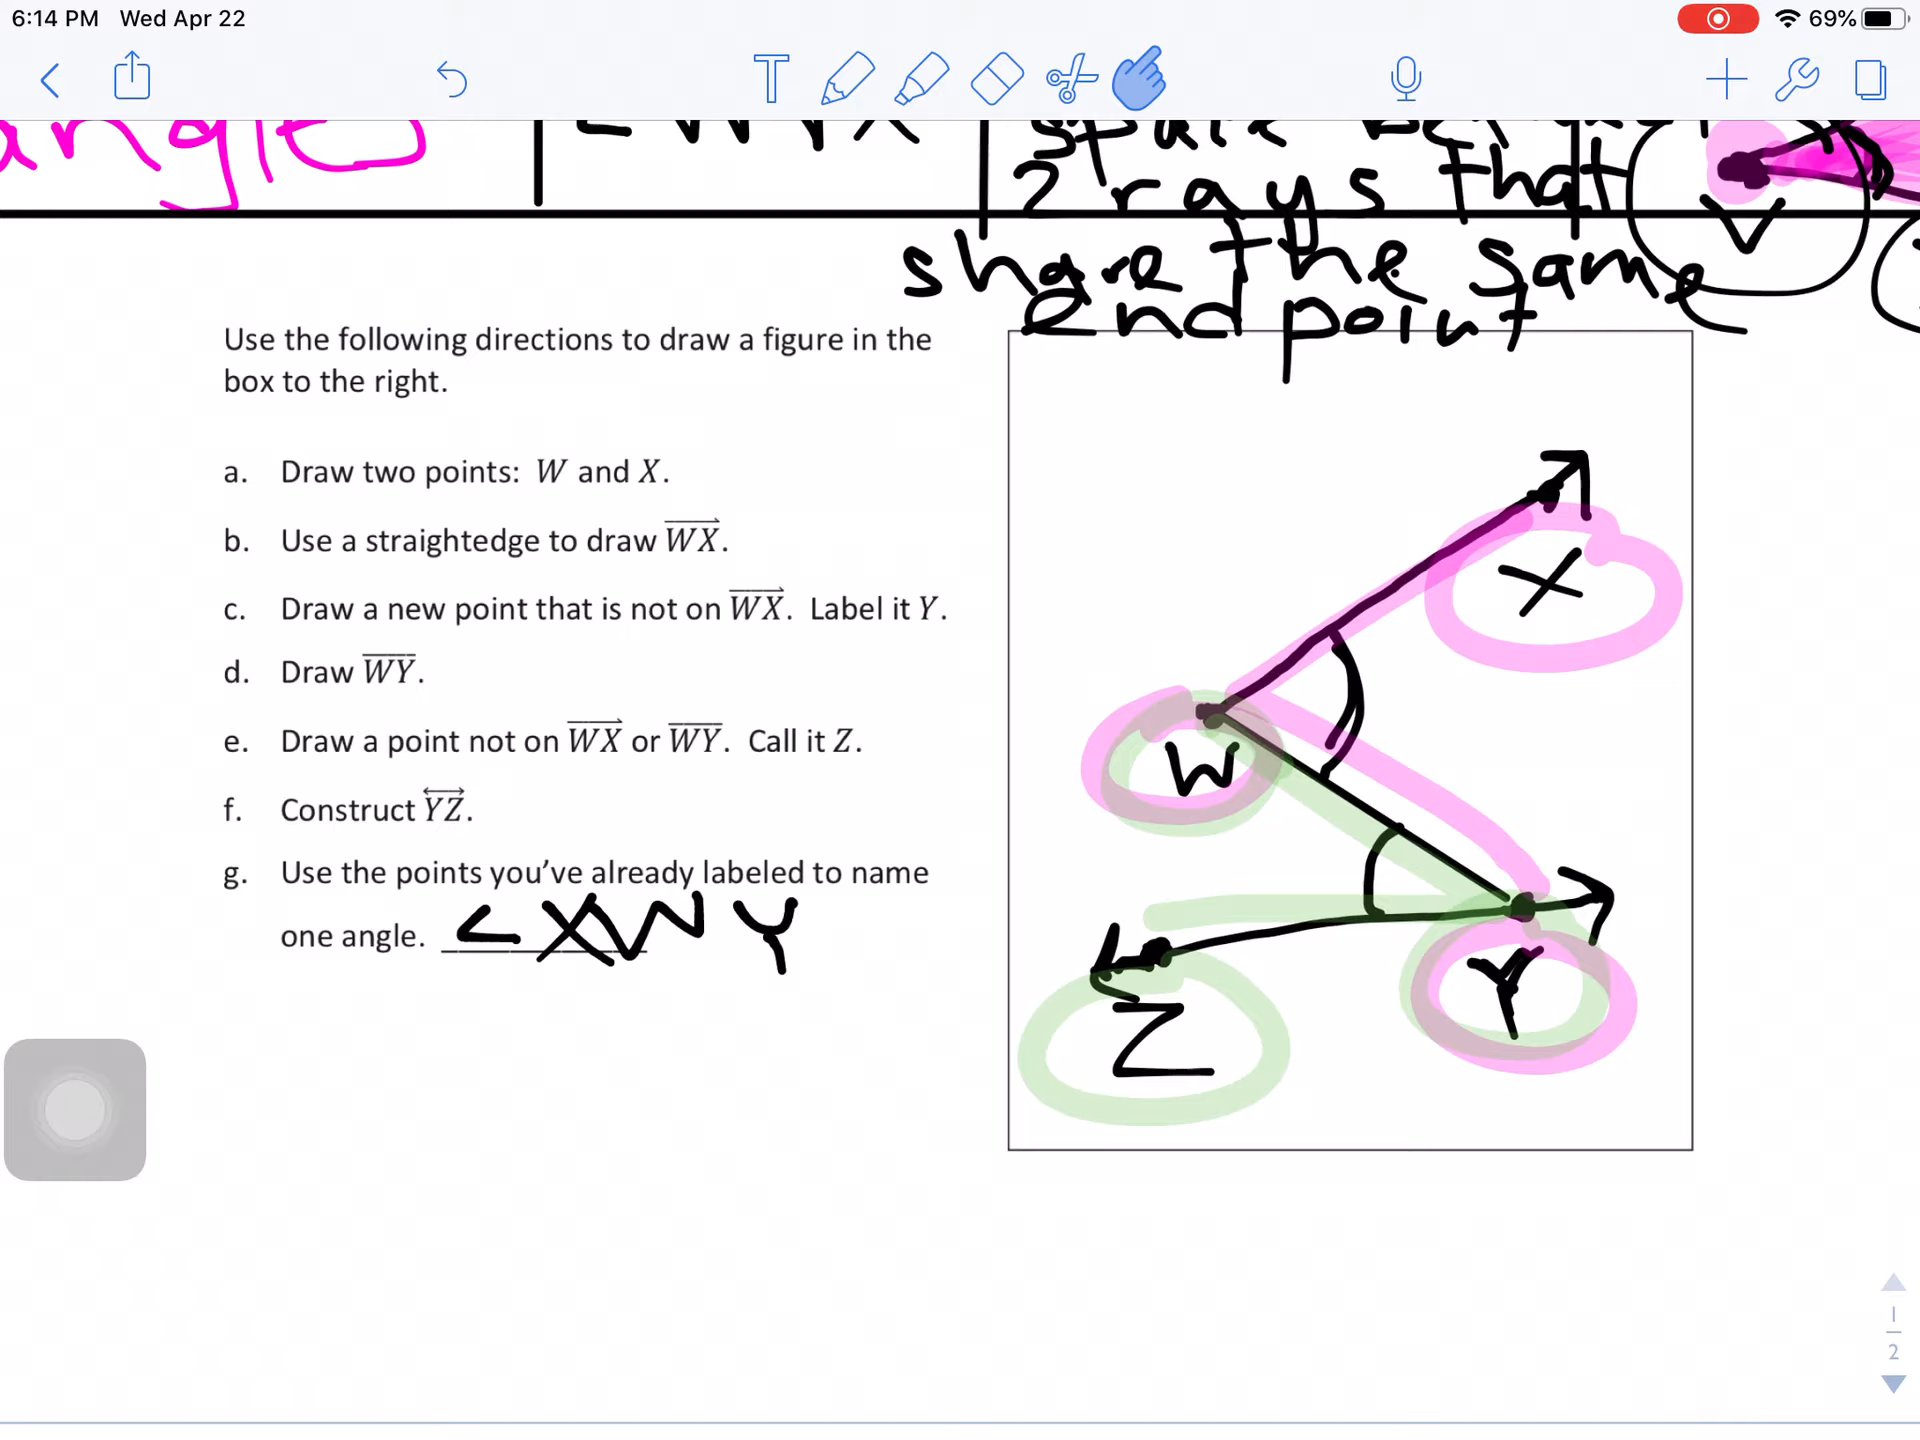 6:14 PM Wed Apr 22
69%
T
angles
2 rays that
V
share the same
endpoint
Use the following directions to draw a figure in the
box to the right.
a. Draw two points: W and X.
b. Use a straightedge to draw WX.
c. Draw a new point that is not on WX. Label it Y.
d. Draw WY.
e. Draw a point not on WX or WY. Call it Z.
f. Construct YZ.
g. Use the points you’ve already labeled to name
one angle. ∠XWY
X
W
Y
Z
1
2